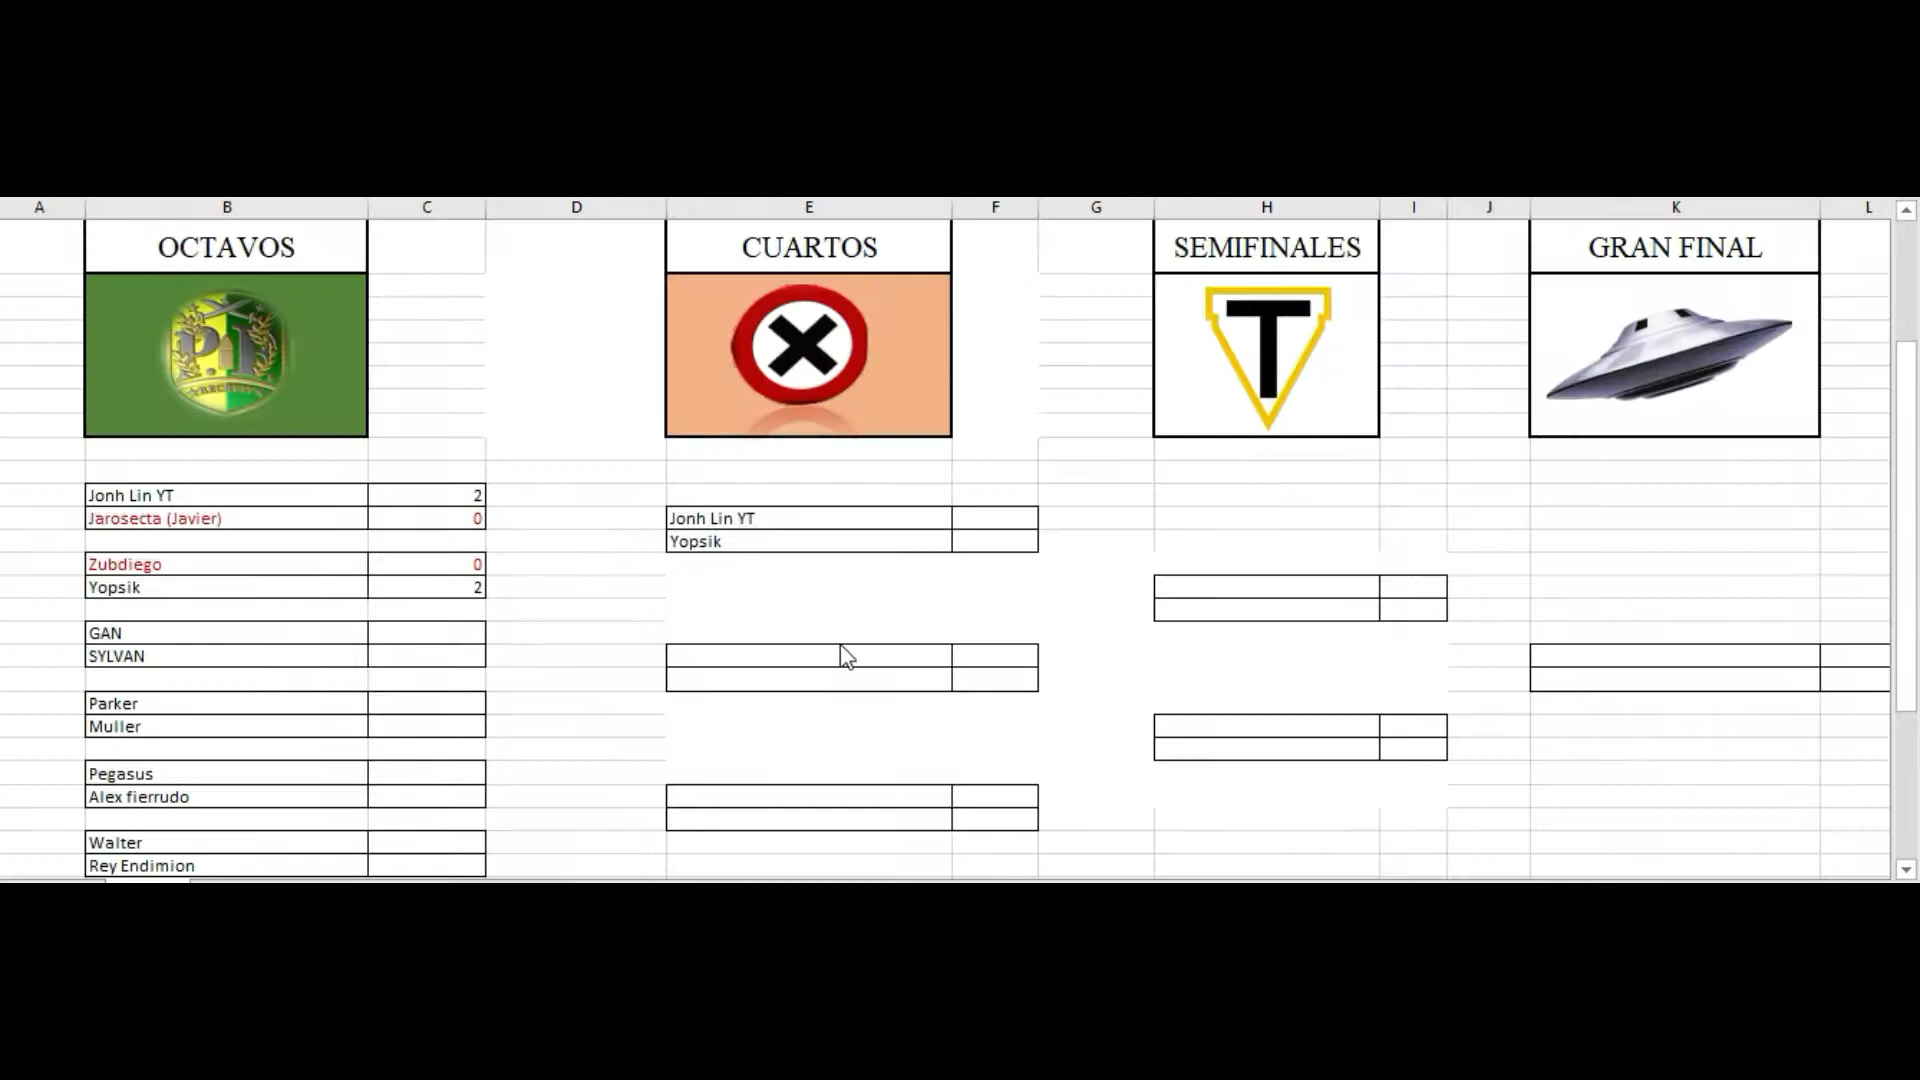 A B C D E F G H I J K L
OCTAVOS CUARTOS SEMIFINALES GRAN FINAL
P.I
T
Jonh Lin YT 2
Jarosecta (Javier) 0 Jonh Lin YT
Yopsik
Zubdiego 0
Yopsik 2
GAN
SYLVAN
Parker
Muller
Pegasus
Alex fierrudo
Walter
Rey Endimion